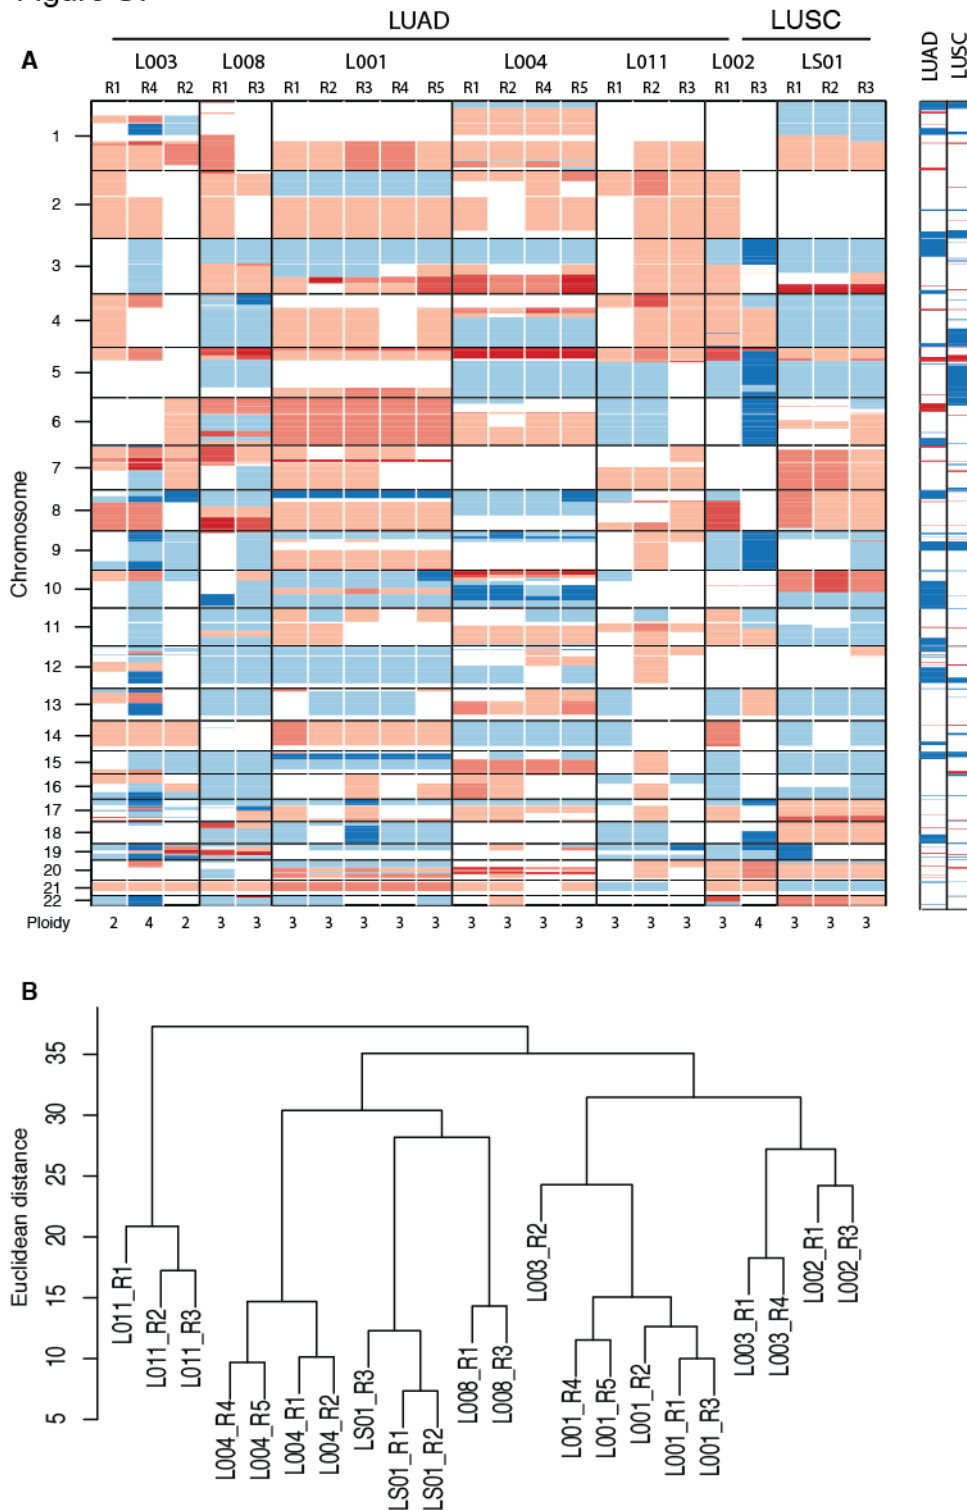 LUAD LUSC
A L003 L008 L001 L004 L011 L002 LS01
R1 R4 R2 R1 R3 R1 R2 R3 R4 R5 R1 R2 R4 R5 R1 R2 R3 R1 R3 R1 R2 R3
LUAD
LUSC
Chromosome
1
2
3
4
5
6
7
8
9
10
11
12
13
14
15
16
17
18
19
20
21
22
Ploidy 2 4 2 3 3 3 3 3 3 3 3 3 3 3 3 3 3 3 4 3 3 3
B
Euclidean distance
35
30
25
20
15
10
5
L011_R1
L011_R2
L011_R3
L004_R4
L004_R5
L004_R1
L004_R2
LS01_R3
LS01_R1
LS01_R2
L008_R1
L008_R3
L003_R2
L001_R4
L001_R5
L001_R2
L001_R1
L001_R3
L003_R1
L003_R4
L002_R1
L002_R3